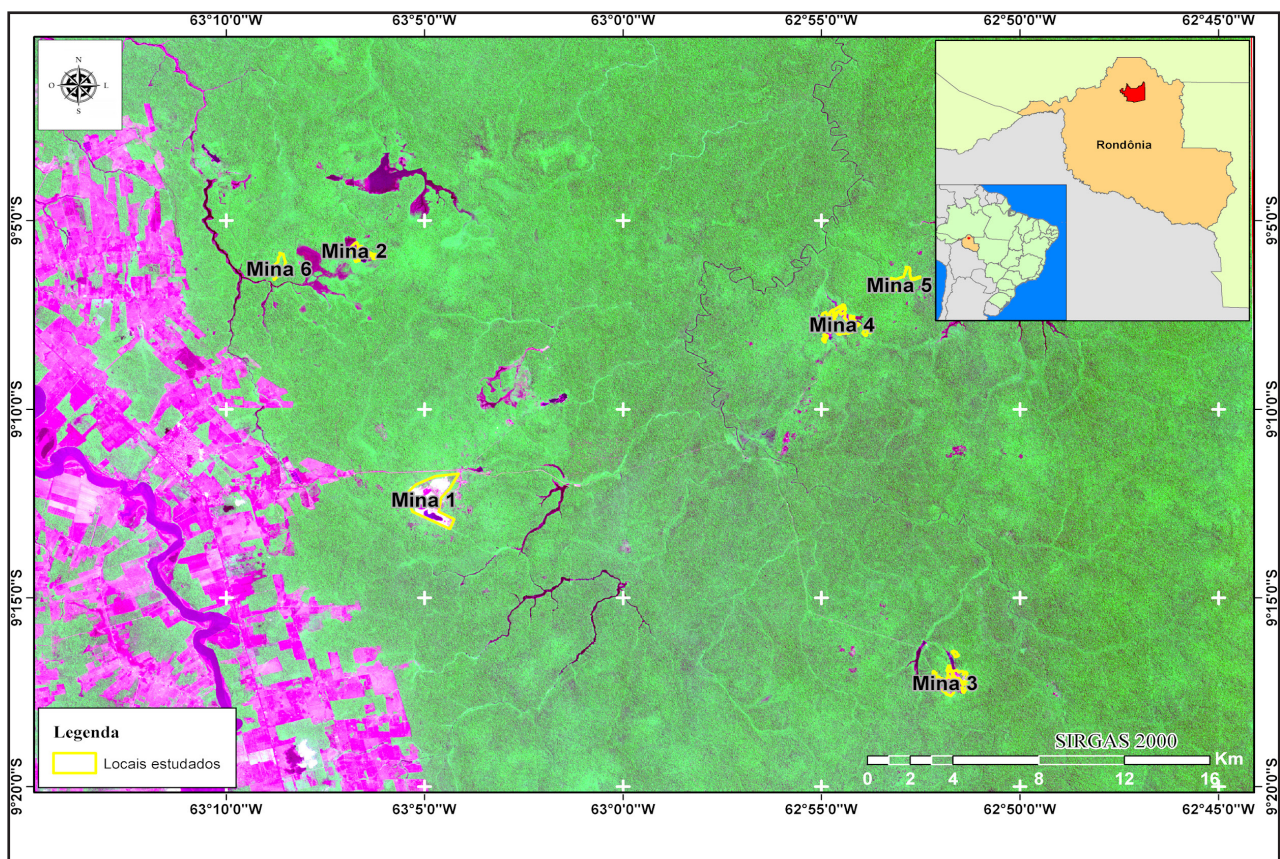 63°10'0"W 63°5'0"W 63°0'0"W 62°55'0"W 62°50'0"W 62°45'0"W
N
O L
S
Rondônia
9°5'0"S 9°5'0"S
Mina 2
Mina 6
Mina 5
Mina 4
9°10'0"S 9°10'0"S
Mina 1
9°15'0"S 9°15'0"S
Mina 3
Legenda
Locais estudados
SIRGAS 2000
Km
0 2 4 8 12 16
9°20'0"S 9°20'0"S
63°10'0"W 63°5'0"W 63°0'0"W 62°55'0"W 62°50'0"W 62°45'0"W